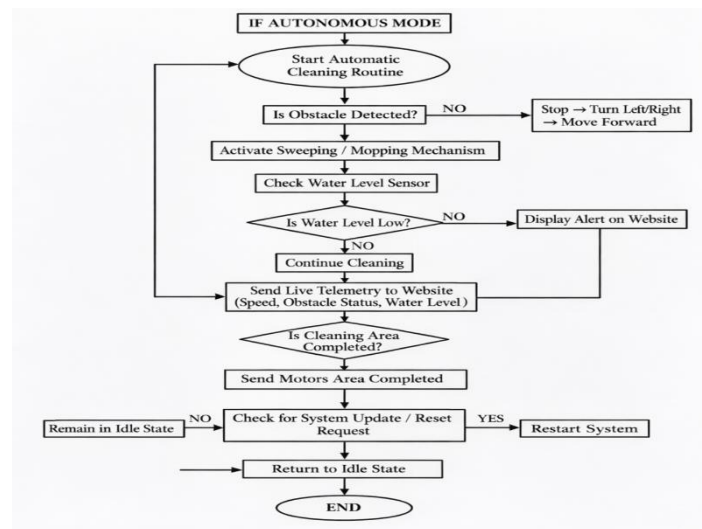 IF AUTONOMOUS MODE
Start Automatic
Cleaning Routine
Is Obstacle Detected?
NO
Stop → Turn Left/Right
→ Move Forward
Activate Sweeping / Mopping Mechanism
Check Water Level Sensor
Is Water Level Low?
NO
Display Alert on Website
NO
Continue Cleaning
Send Live Telemetry to Website
(Speed, Obstacle Status, Water Level)
Is Cleaning Area
Completed?
Send Motors Area Completed
Remain in Idle State
NO
Check for System Update / Reset
Request
YES
Restart System
Return to Idle State
END